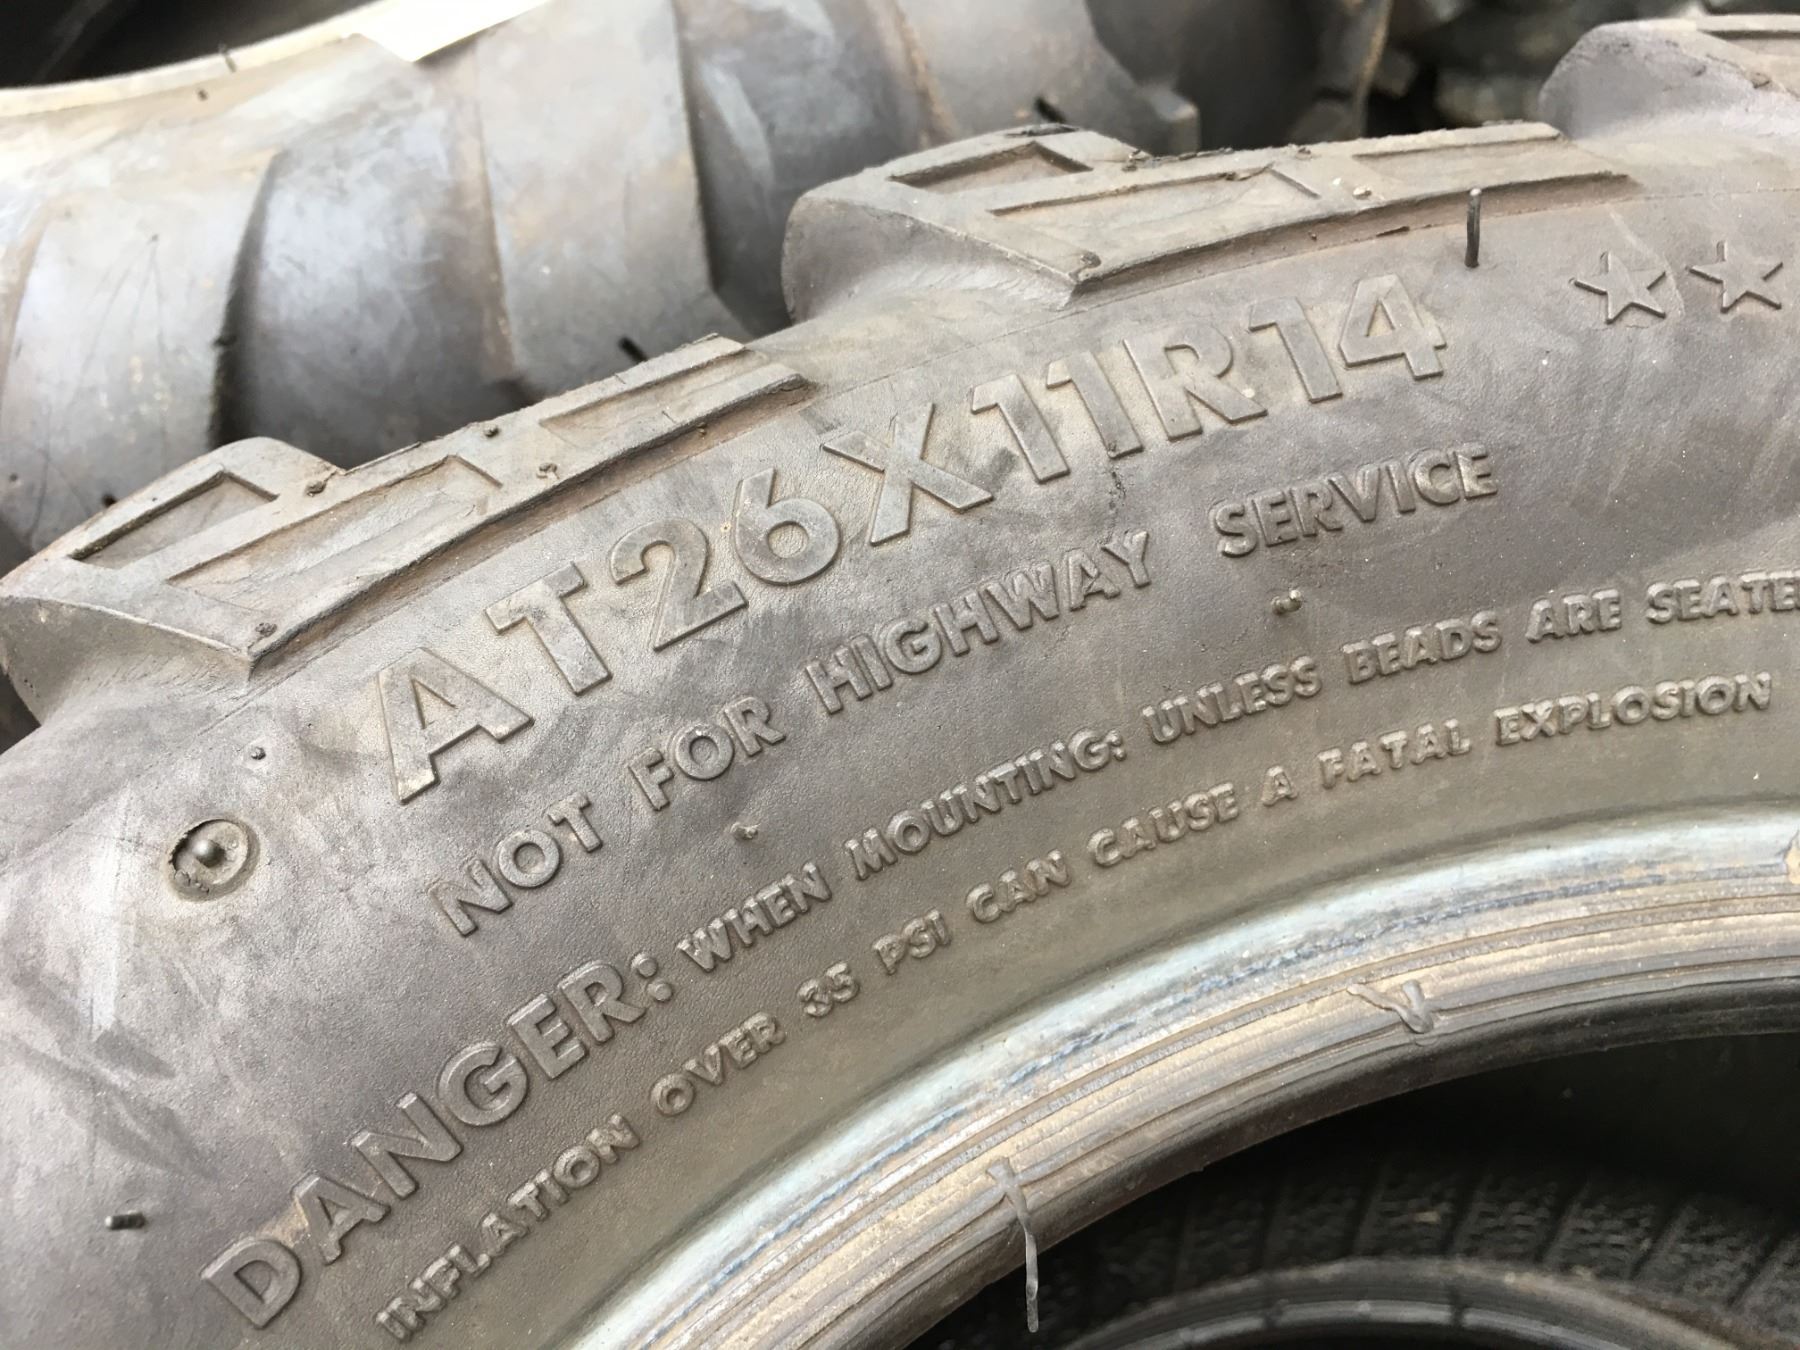 AT26X11R14 ★★
NOT FOR HIGHWAY SERVICE
DANGER: WHEN MOUNTING: UNLESS BEADS ARE SEATED
INFLATION OVER 35 PSI CAN CAUSE A FATAL EXPLOSION